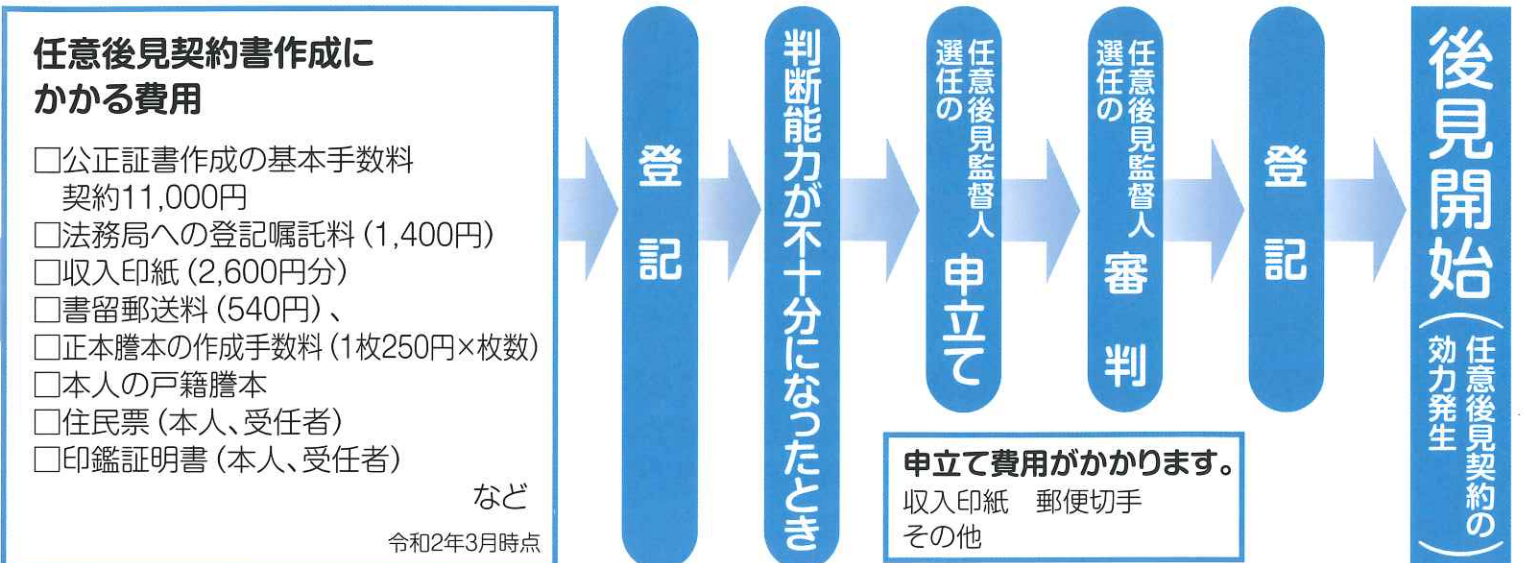 任意後見契約書作成に
かかる費用
□公正証書作成の基本手数料
契約11,000円
□法務局への登記嘱託料(1,400円)
□収入印紙(2,600円分)
□書留郵送料(540円)、
□正本謄本の作成手数料(1枚250円×枚数)
□本人の戸籍謄本
□住民票(本人、受任者)
□印鑑証明書(本人、受任者)
など
令和2年3月時点
登記
判断能力が不十分になったとき
任意後見監督人
選任の
申立て
任意後見監督人
選任の
審判
登記
後見開始
(任意後見契約の
効力発生)
申立て費用がかかります。
収入印紙 郵便切手
その他